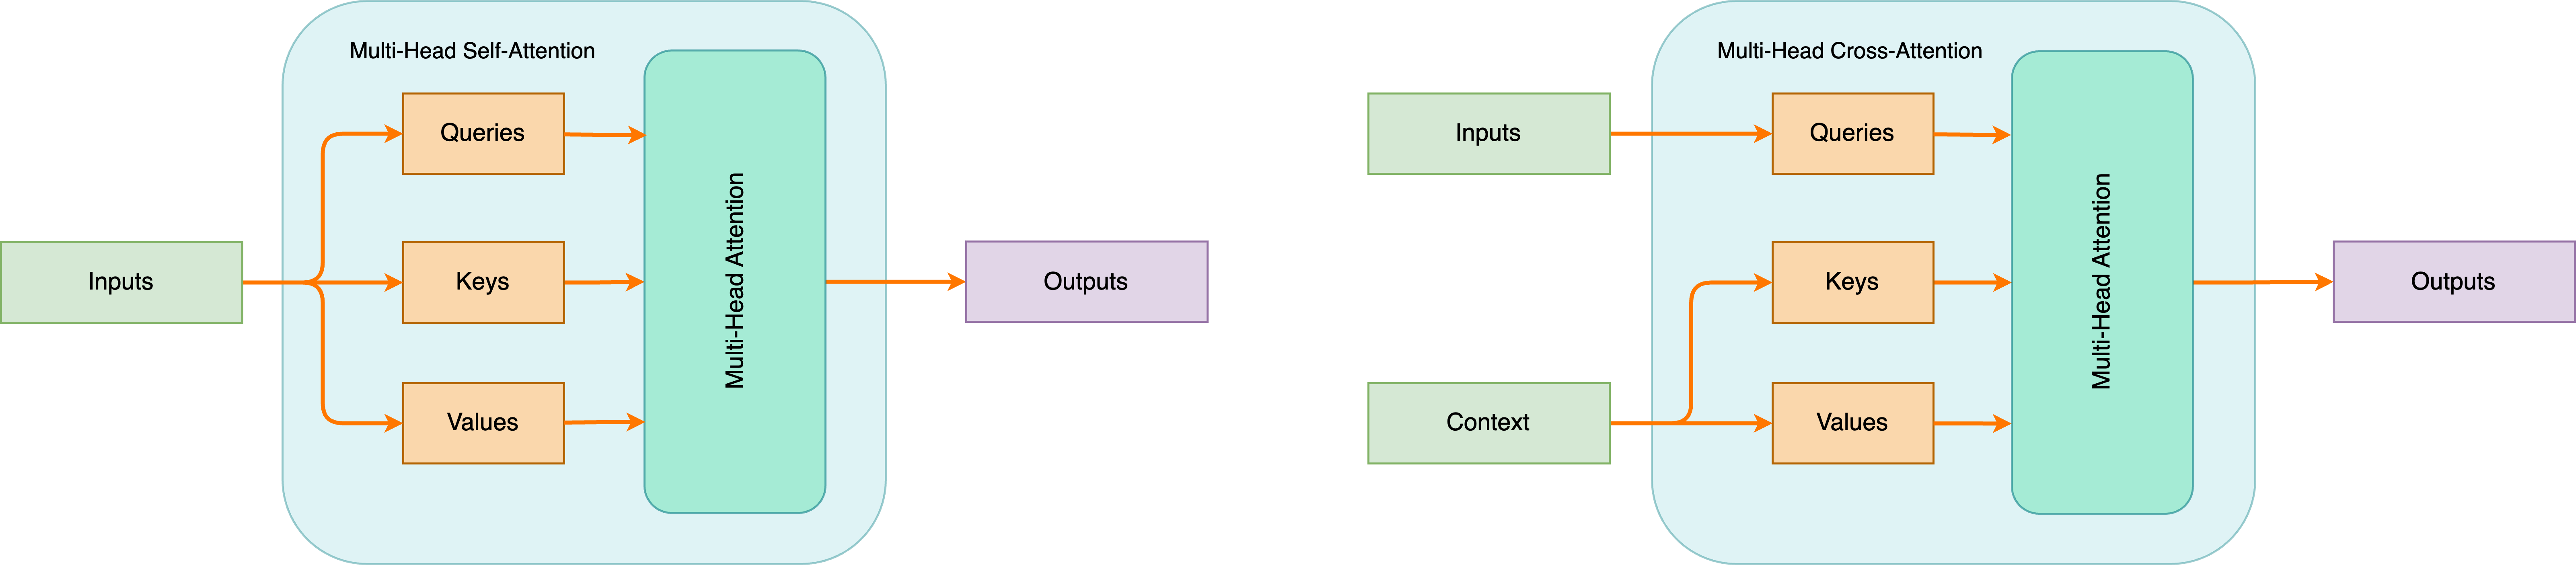 Multi-Head Self-Attention
Queries
Inputs
Keys
Values
Multi-Head Attention
Outputs
Multi-Head Cross-Attention
Inputs
Queries
Keys
Context
Values
Multi-Head Attention
Outputs